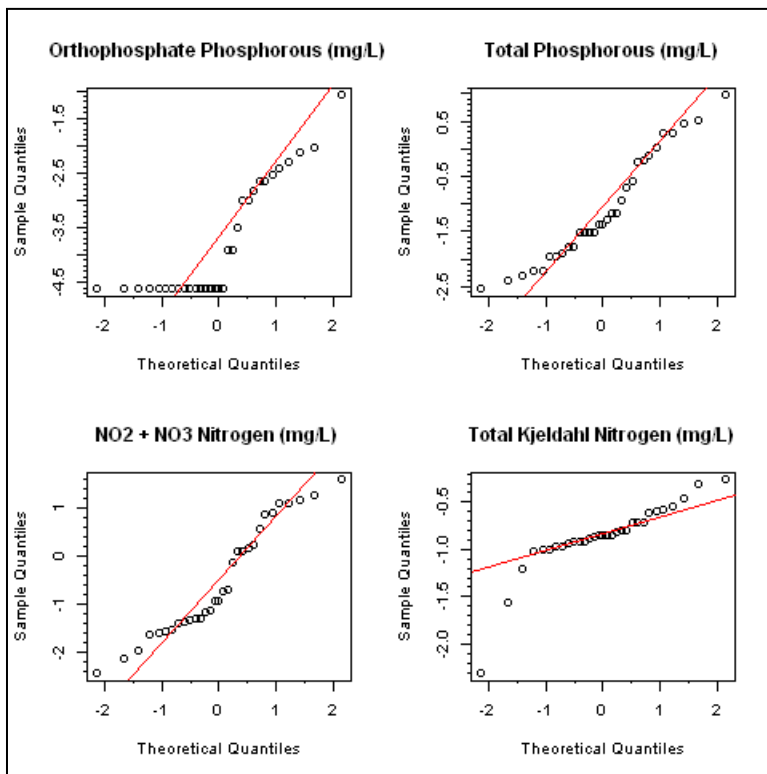 Orthophosphate Phosphorous (mg/L)
Sample Quantiles
-1.5
-2.5
-3.5
-4.5
-2 -1 0 1 2
Theoretical Quantiles
Total Phosphorous (mg/L)
Sample Quantiles
0.5
-0.5
-1.5
-2.5
-2 -1 0 1 2
Theoretical Quantiles
NO2 + NO3 Nitrogen (mg/L)
Sample Quantiles
1
0
-1
-2
-2 -1 0 1 2
Theoretical Quantiles
Total Kjeldahl Nitrogen (mg/L)
Sample Quantiles
-0.5
-1.0
-1.5
-2.0
-2 -1 0 1 2
Theoretical Quantiles